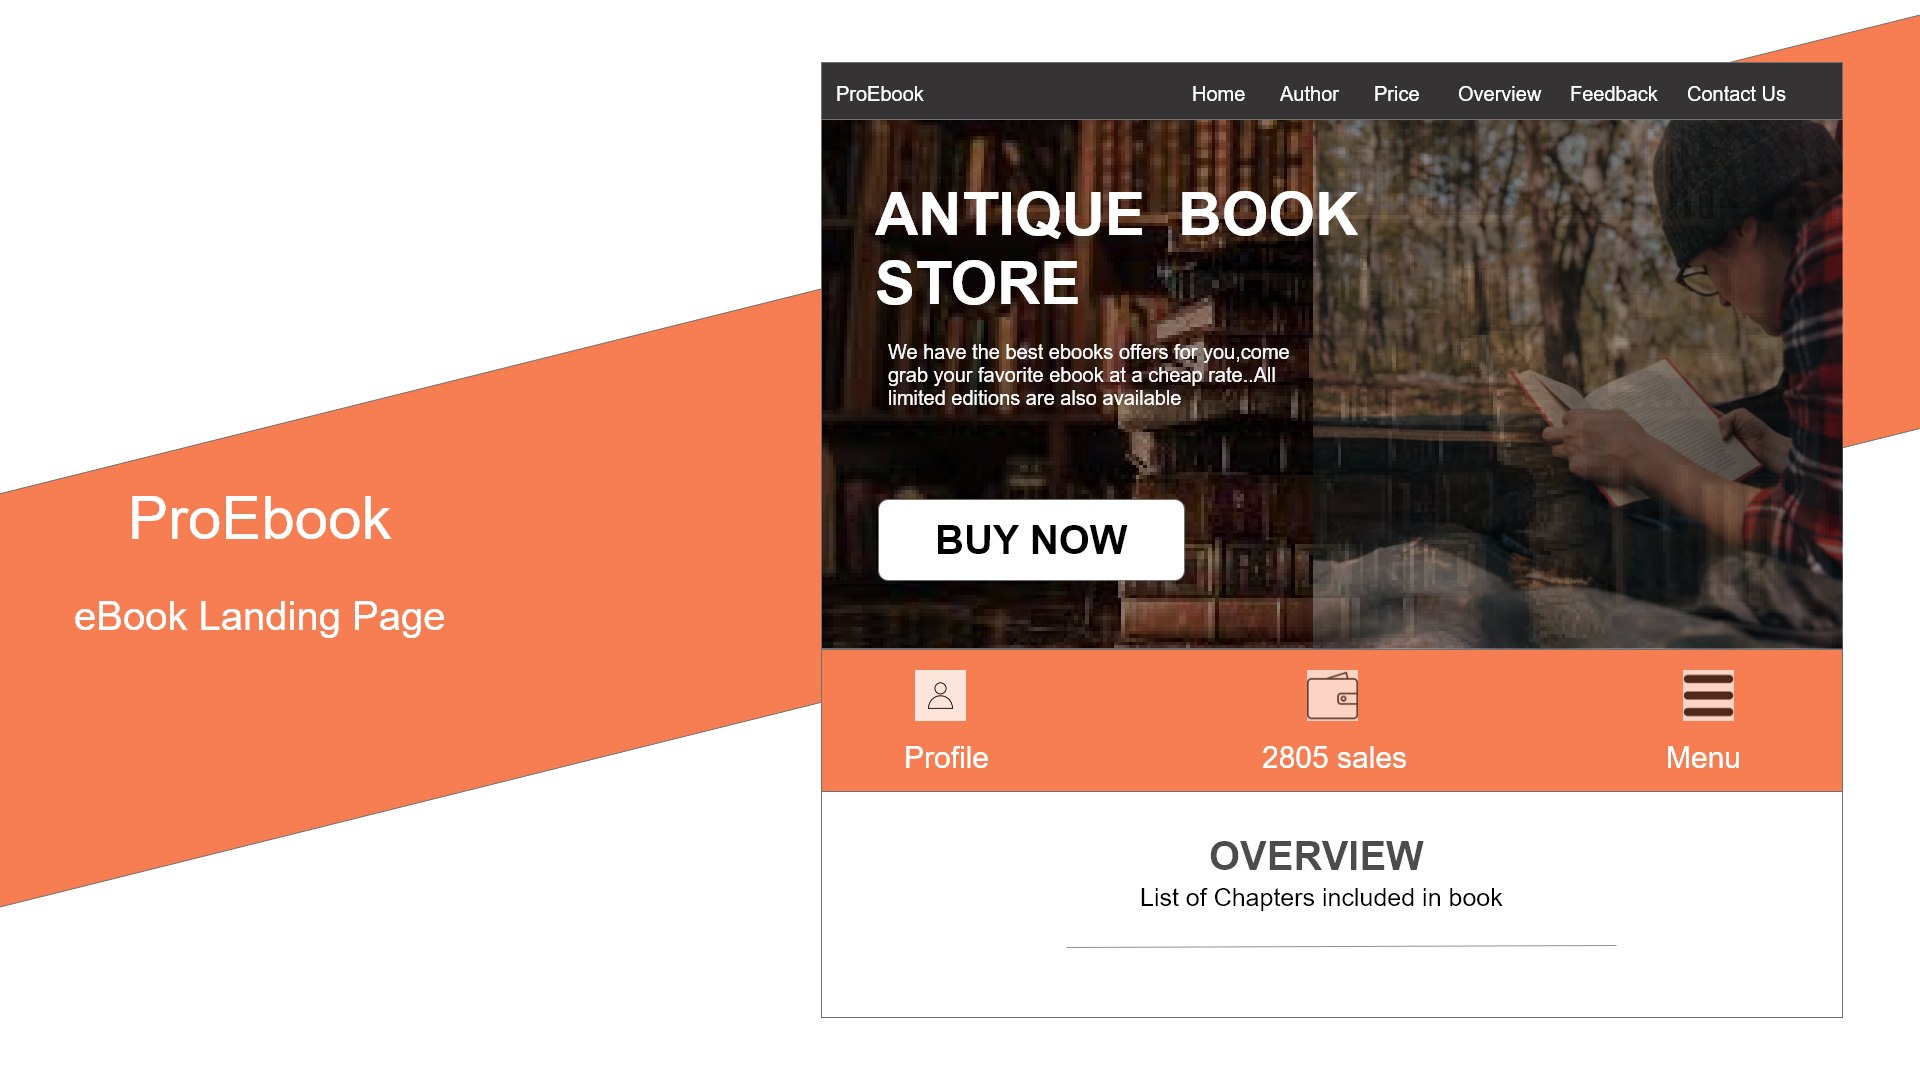 ProEbook
eBook Landing Page
ProEbook
Home Author Price Overview Feedback Contact Us
ANTIQUE BOOK
STORE
We have the best ebooks offers for you,come
grab your favorite ebook at a cheap rate..All
limited editions are also available
BUY NOW
Profile
2805 sales
Menu
OVERVIEW
List of Chapters included in book